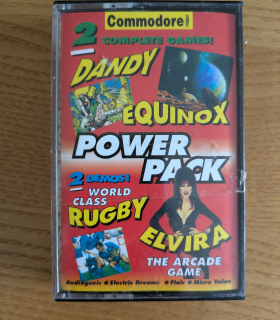 Commodore
2 COMPLETE GAMES!
DANDY
EQUINOX
POWER
PACK
2 DEMOS!
WORLD
CLASS
RUGBY
ELVIRA
THE ARCADE
GAME
Audiogenic • Electric Dreams • Flair • Micro Value